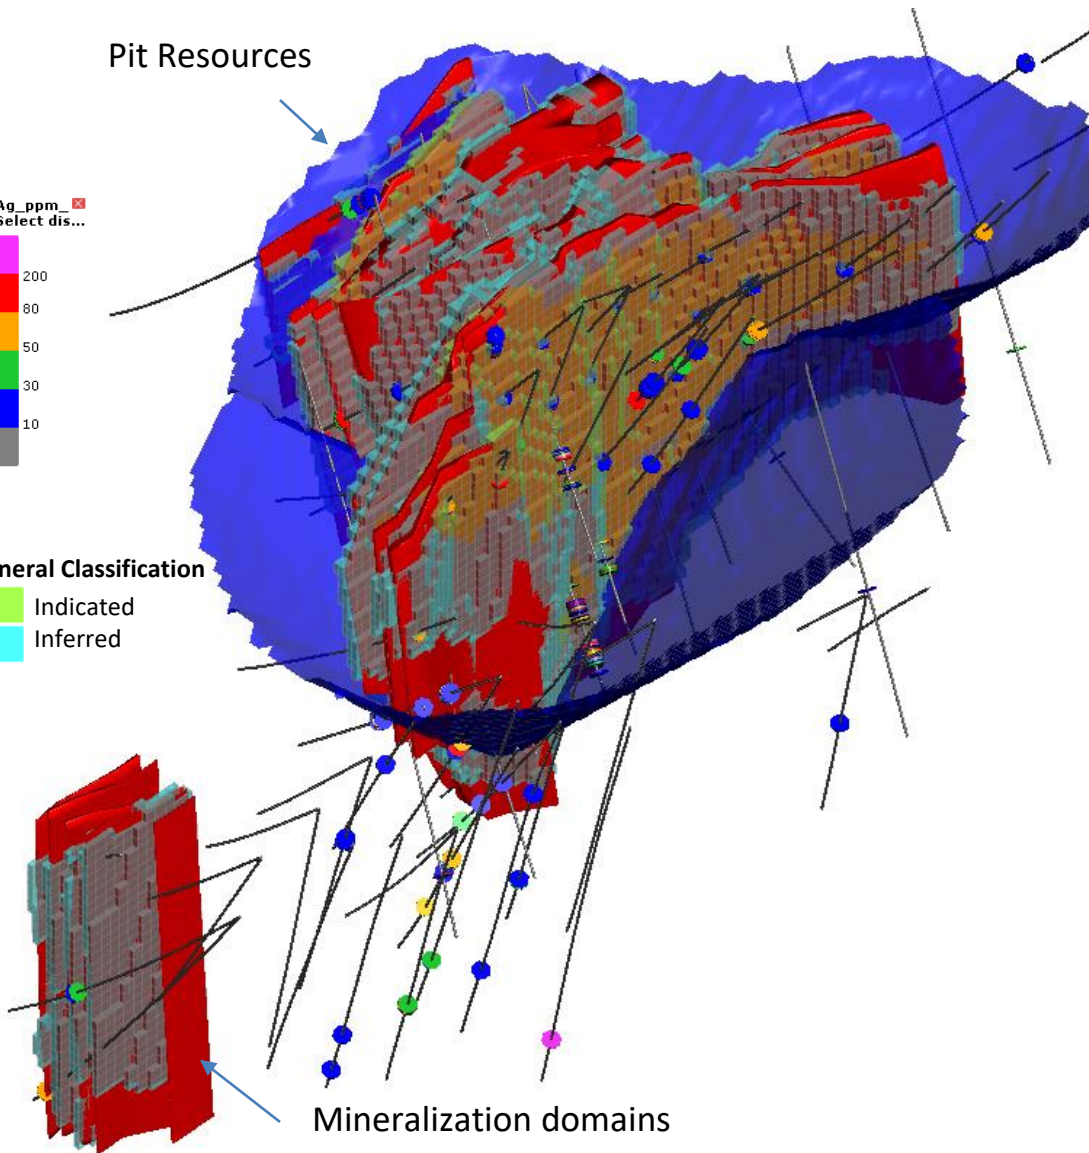 Pit Resources
Ag_ppm_
Select dis...
200
80
50
30
10
neral Classification
Indicated
Inferred
Mineralization domains